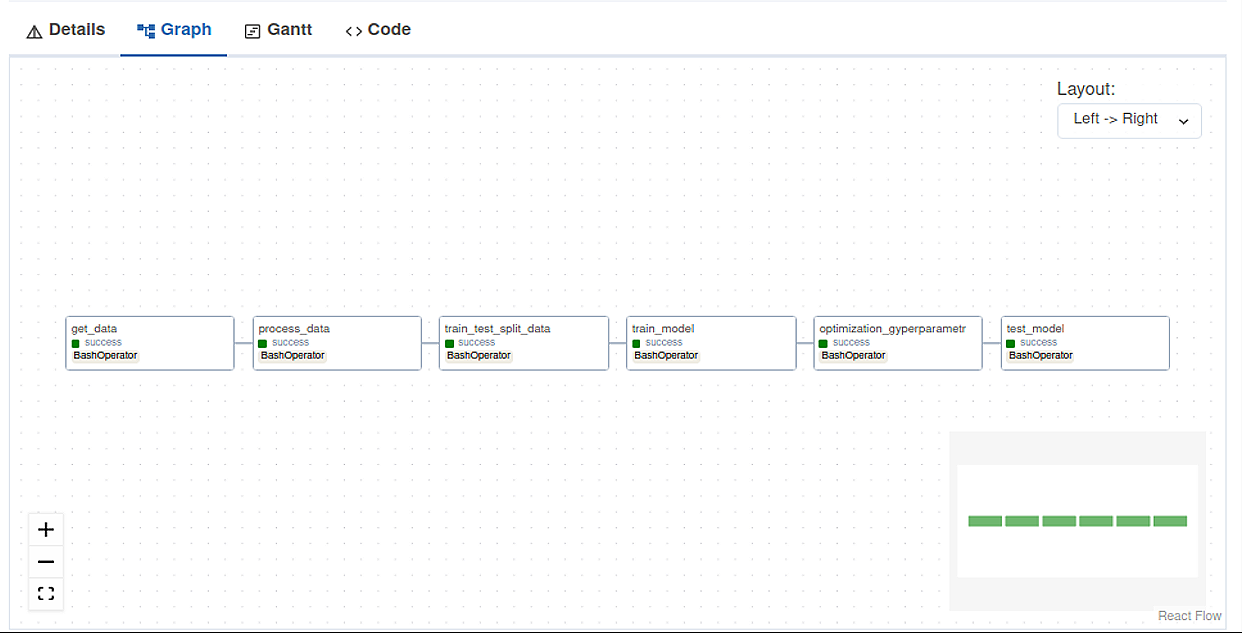 Details Graph Gantt Code
Layout:
Left -> Right
get_data process_data train_test_split_data train_model optimization_gyperparametr test_model
success success success success success success
BashOperator BashOperator BashOperator BashOperator BashOperator BashOperator
React Flow